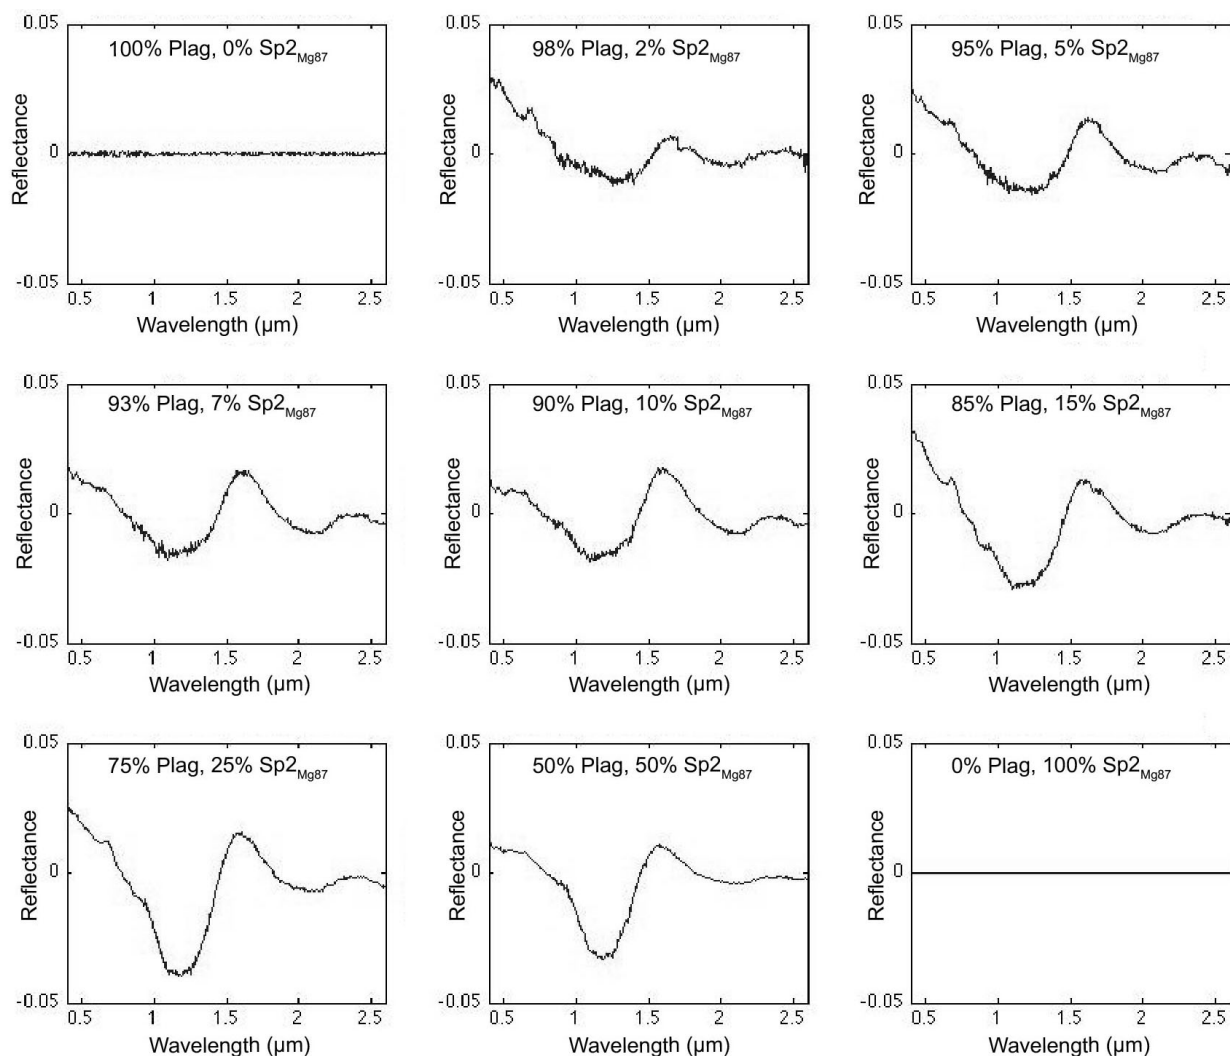 0.05
100% Plag, 0% Sp2Mg87
Reflectance
0
-0.05
0.5 1 1.5 2 2.5
Wavelength (µm)
98% Plag, 2% Sp2Mg87
0.05
Reflectance
0
-0.05
0.5 1 1.5 2 2.5
Wavelength (µm)
95% Plag, 5% Sp2Mg87
0.05
Reflectance
0
-0.05
0.5 1 1.5 2 2.5
Wavelength (µm)
0.05
93% Plag, 7% Sp2Mg87
Reflectance
0
-0.05
0.5 1 1.5 2 2.5
Wavelength (µm)
0.05
90% Plag, 10% Sp2Mg87
Reflectance
0
-0.05
0.5 1 1.5 2 2.5
Wavelength (µm)
0.05
85% Plag, 15% Sp2Mg87
Reflectance
0
-0.05
0.5 1 1.5 2 2.5
Wavelength (µm)
0.05
75% Plag, 25% Sp2Mg87
Reflectance
0
-0.05
0.5 1 1.5 2 2.5
Wavelength (µm)
0.05
50% Plag, 50% Sp2Mg87
Reflectance
0
-0.05
0.5 1 1.5 2 2.5
Wavelength (µm)
0.05
0% Plag, 100% Sp2Mg87
Reflectance
0
-0.05
0.5 1 1.5 2 2.5
Wavelength (µm)